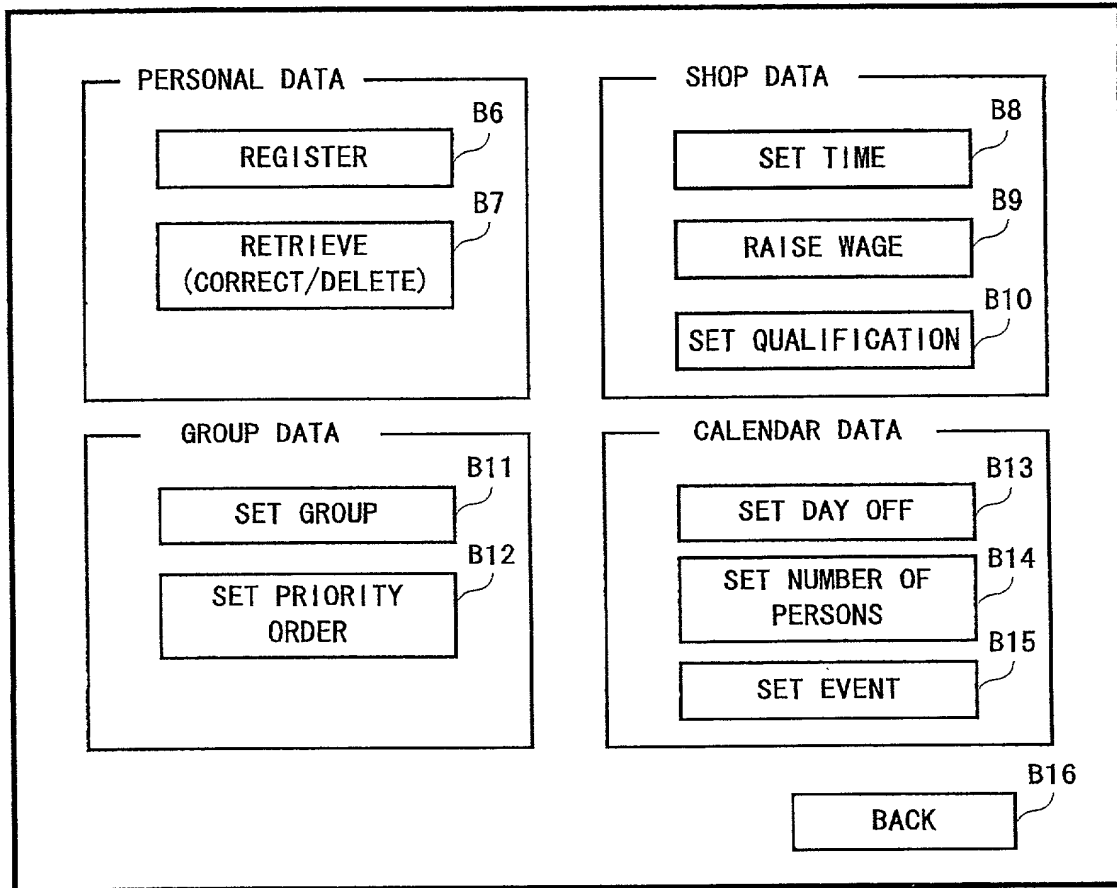 PERSONAL DATA
B6
REGISTER
B7
RETRIEVE
(CORRECT/DELETE)
SHOP DATA
B8
SET TIME
B9
RAISE WAGE
B10
SET QUALIFICATION
GROUP DATA
B11
SET GROUP
B12
SET PRIORITY
ORDER
CALENDAR DATA
B13
SET DAY OFF
B14
SET NUMBER OF
PERSONS
B15
SET EVENT
B16
BACK